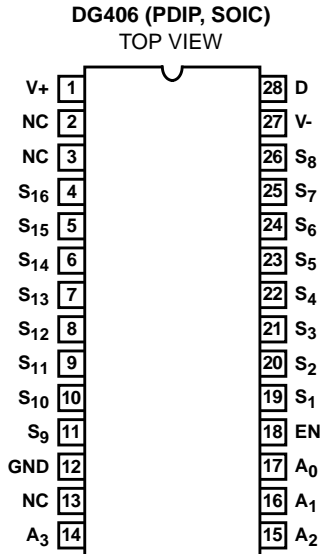 DG406 (PDIP, SOIC)
TOP VIEW
V+ 1 28 D
NC 2 27 V-
NC 3 26 S8
S16 4 25 S7
S15 5 24 S6
S14 6 23 S5
S13 7 22 S4
S12 8 21 S3
S11 9 20 S2
S10 10 19 S1
S9 11 18 EN
GND 12 17 A0
NC 13 16 A1
A3 14 15 A2